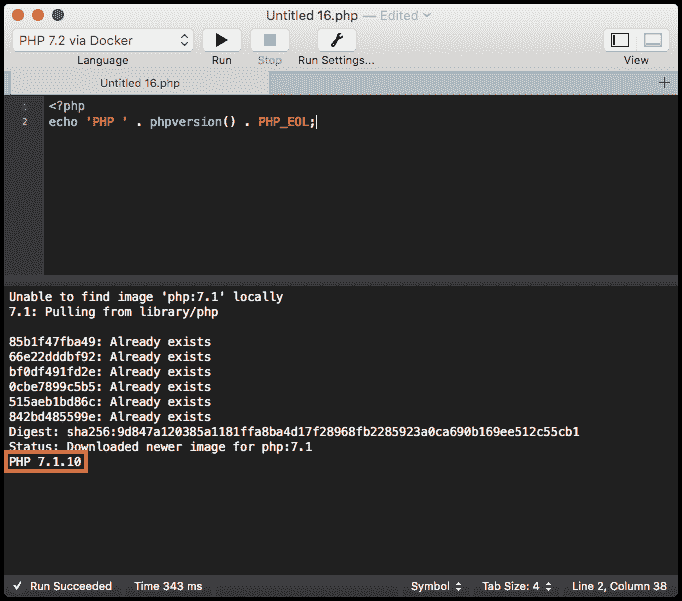 Untitled 16.php — Edited
PHP 7.2 via Docker
Language
Run
Stop
Run Settings...
View
Untitled 16.php
1 <?php
2 echo 'PHP ' . phpversion() . PHP_EOL;
Unable to find image 'php:7.1' locally
7.1: Pulling from library/php
85b1f47fba49: Already exists
66e22dddbf92: Already exists
bf0df491fd2e: Already exists
0cbe7899c5b5: Already exists
515aeb1bd86c: Already exists
842bd485599e: Already exists
Digest: sha256:9d847a120385a1181ffa8ba4d17f28968fb2285923a0ca690b169ee512c55cb1
Status: Downloaded newer image for php:7.1
PHP 7.1.10
Run Succeeded
Time 343 ms
Symbol
Tab Size: 4
Line 2, Column 38